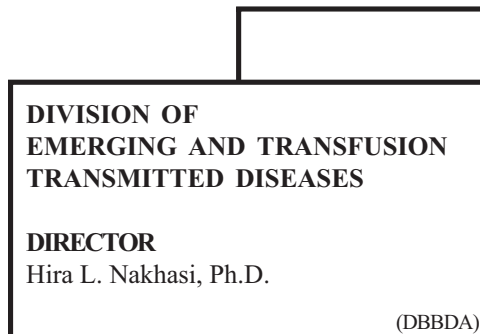 DIVISION OF
EMERGING AND TRANSFUSION
TRANSMITTED DISEASES
DIRECTOR
Hira L. Nakhasi, Ph.D.
(DBBDA)